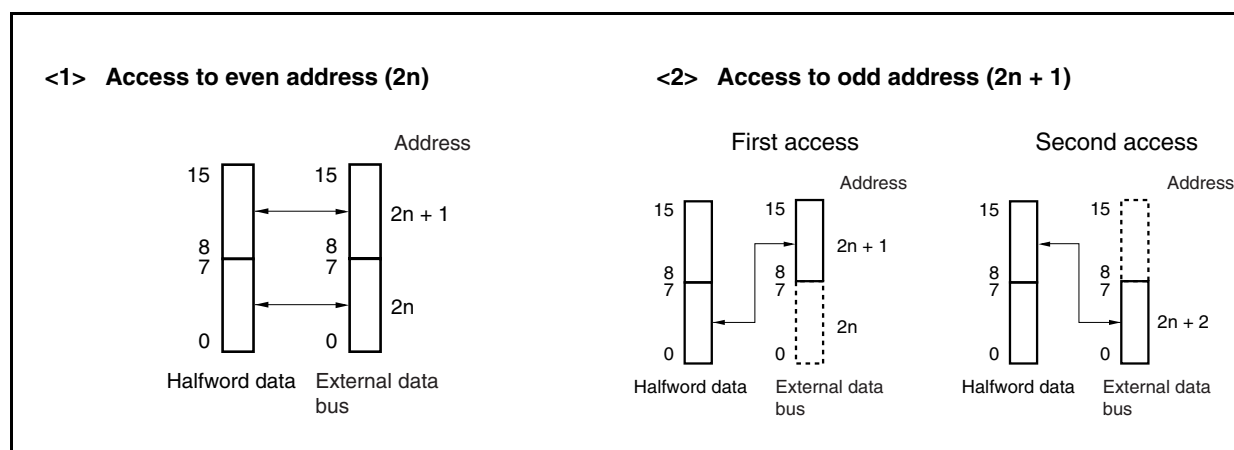 <1> Access to even address (2n)
Address
15 15
2n + 1
8 8
7 7
2n
0 0
Halfword data External data
bus
<2> Access to odd address (2n + 1)
First access
Address
15 15
2n + 1
8 8
7 7
2n
0 0
Halfword data External data
bus
Second access
Address
15 15
8 8
7 7
2n + 2
0 0
Halfword data External data
bus